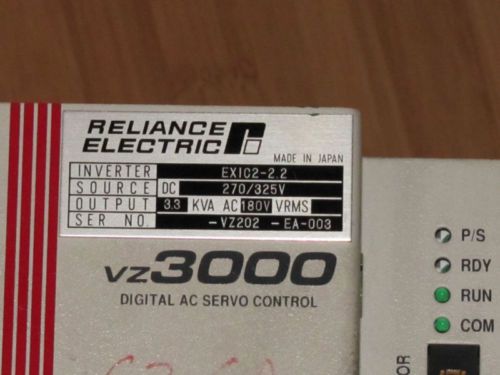 RELIANCE
ELECTRIC
MADE IN JAPAN
INVERTER EXIC2-2.2
SOURCE DC 270/325V
OUTPUT 3.3 KVA AC 180V VRMS
SER NO. -VZ202 -EA-003
VZ3000
DIGITAL AC SERVO CONTROL
P/S
RDY
RUN
COM